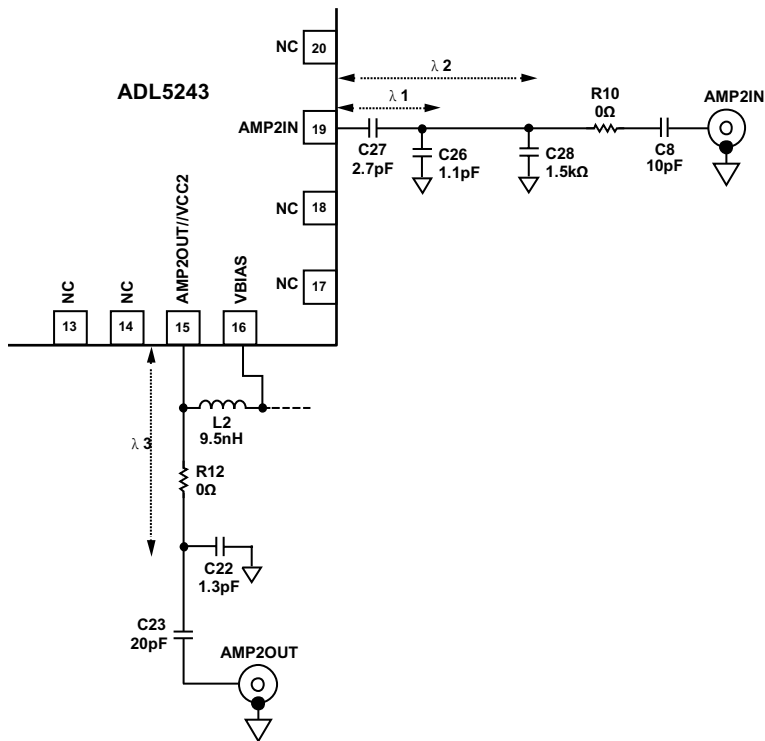 NC
20
ADL5243
λ 2
λ 1
R10
0Ω
AMP2IN
AMP2IN
19
C27
2.7pF
C26
1.1pF
C28
1.5kΩ
C8
10pF
NC
18
NC
17
NC
NC
AMP2OUT//VCC2
VBIAS
13
14
15
16
L2
9.5nH
λ 3
R12
0Ω
C22
1.3pF
C23
20pF
AMP2OUT